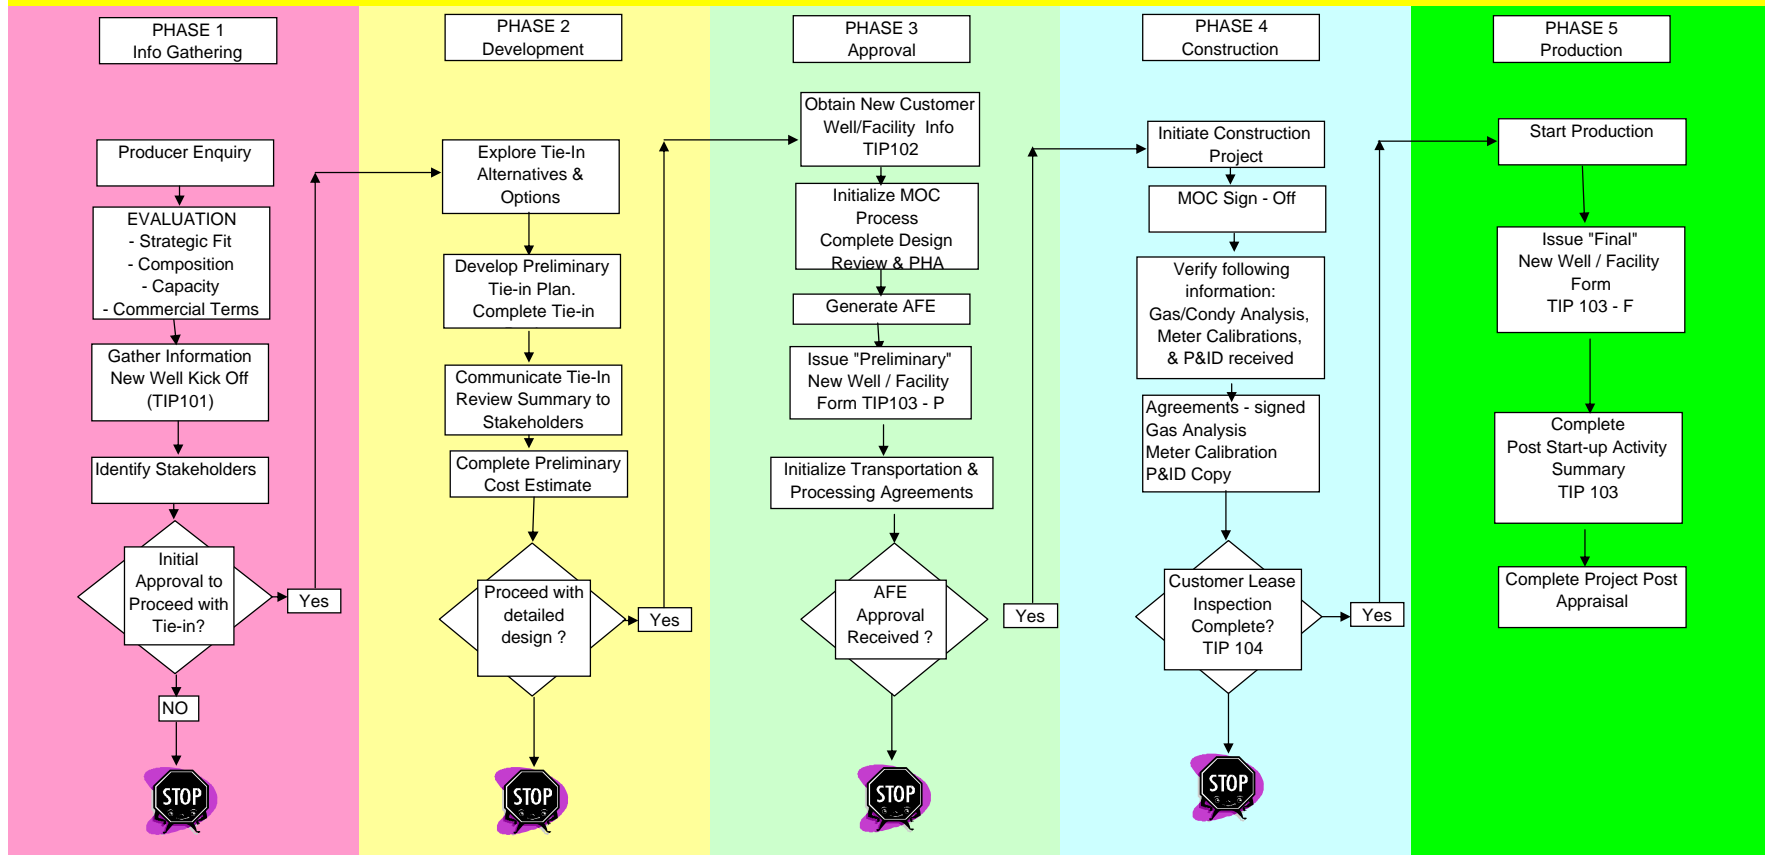 PHASE 1
Info Gathering
Producer Enquiry
EVALUATION
- Strategic Fit
- Composition
- Capacity
- Commercial Terms
Gather Information
New Well Kick Off
(TIP101)
Identify Stakeholders
Initial
Approval to
Proceed with
Tie-in?
Yes
NO
STOP
PHASE 2
Development
Explore Tie-In
Alternatives &
Options
Develop Preliminary
Tie-in Plan.
Complete Tie-in
Communicate Tie-In
Review Summary to
Stakeholders
Complete Preliminary
Cost Estimate
Proceed with
detailed
design ?
Yes
STOP
PHASE 3
Approval
Obtain New Customer
Well/Facility Info
TIP102
Initialize MOC
Process
Complete Design
Review & PHA
Generate AFE
Issue "Preliminary"
New Well / Facility
Form TIP103 - P
Initialize Transportation &
Processing Agreements
AFE
Approval
Received ?
Yes
STOP
PHASE 4
Construction
Initiate Construction
Project
MOC Sign - Off
Verify following
information:
Gas/Condy Analysis,
Meter Calibrations,
& P&ID received
Agreements - signed
Gas Analysis
Meter Calibration
P&ID Copy
Customer Lease
Inspection
Complete?
TIP 104
Yes
STOP
PHASE 5
Production
Start Production
Issue "Final"
New Well / Facility
Form
TIP 103 - F
Complete
Post Start-up Activity
Summary
TIP 103
Complete Project Post
Appraisal